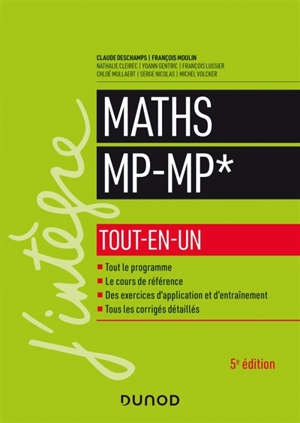 CLAUDE DESCHAMPS | FRANÇOIS MOULIN
NATHALIE CLEIREC | YOANN GENTRIC | FRANÇOIS LUSSIER
CHLOÉ MULLAERT | SERGE NICOLAS | MICHEL VOLCKER
J'intègre
MATHS
MP-MP*
TOUT-EN-UN
Tout le programme
Le cours de référence
Des exercices d'application et d'entraînement
Tous les corrigés détaillés
5e édition
DUNOD